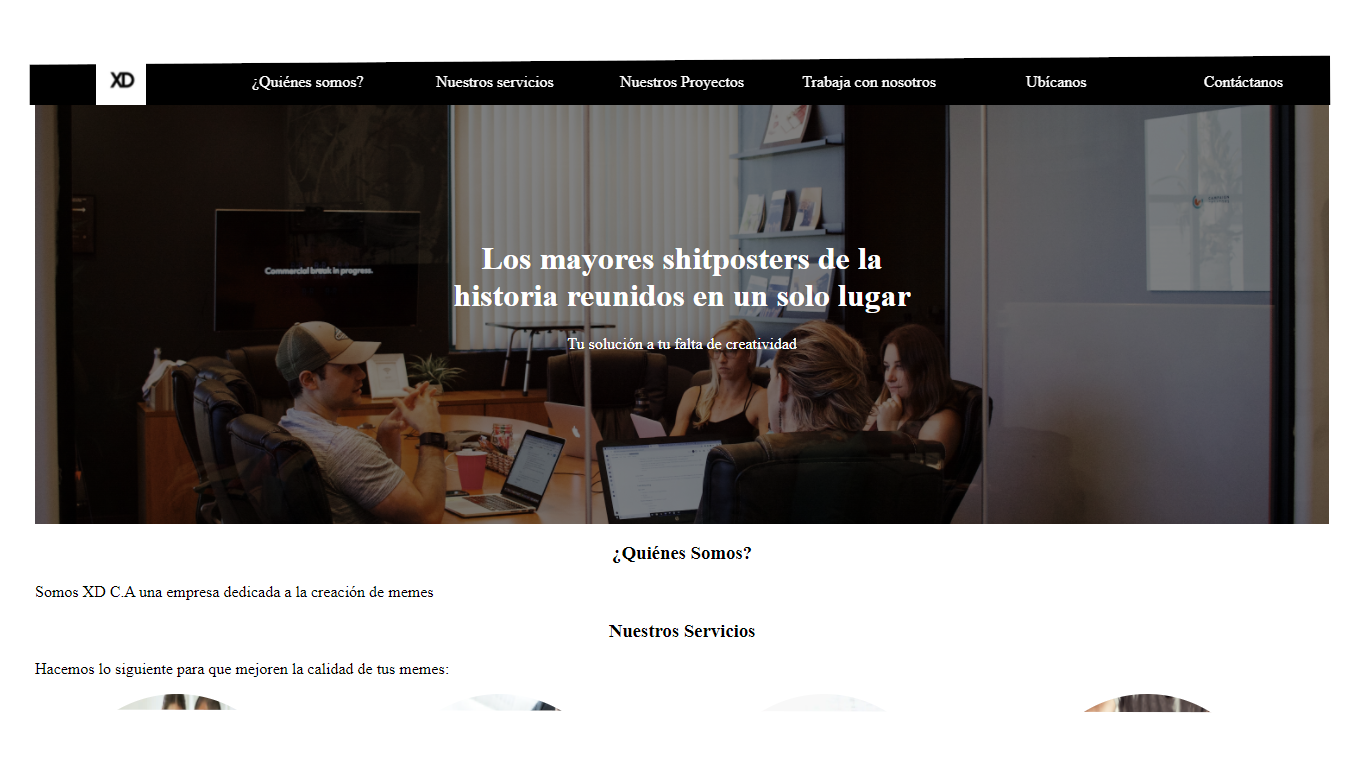 XD ¿Quiénes somos? Nuestros servicios Nuestros Proyectos Trabaja con nosotros Ubícanos Contáctanos
Commercial break in progress.
Los mayores shitposters de la
historia reunidos en un solo lugar
Tu solución a tu falta de creatividad
¿Quiénes Somos?
Somos XD C.A una empresa dedicada a la creación de memes
Nuestros Servicios
Hacemos lo siguiente para que mejoren la calidad de tus memes: